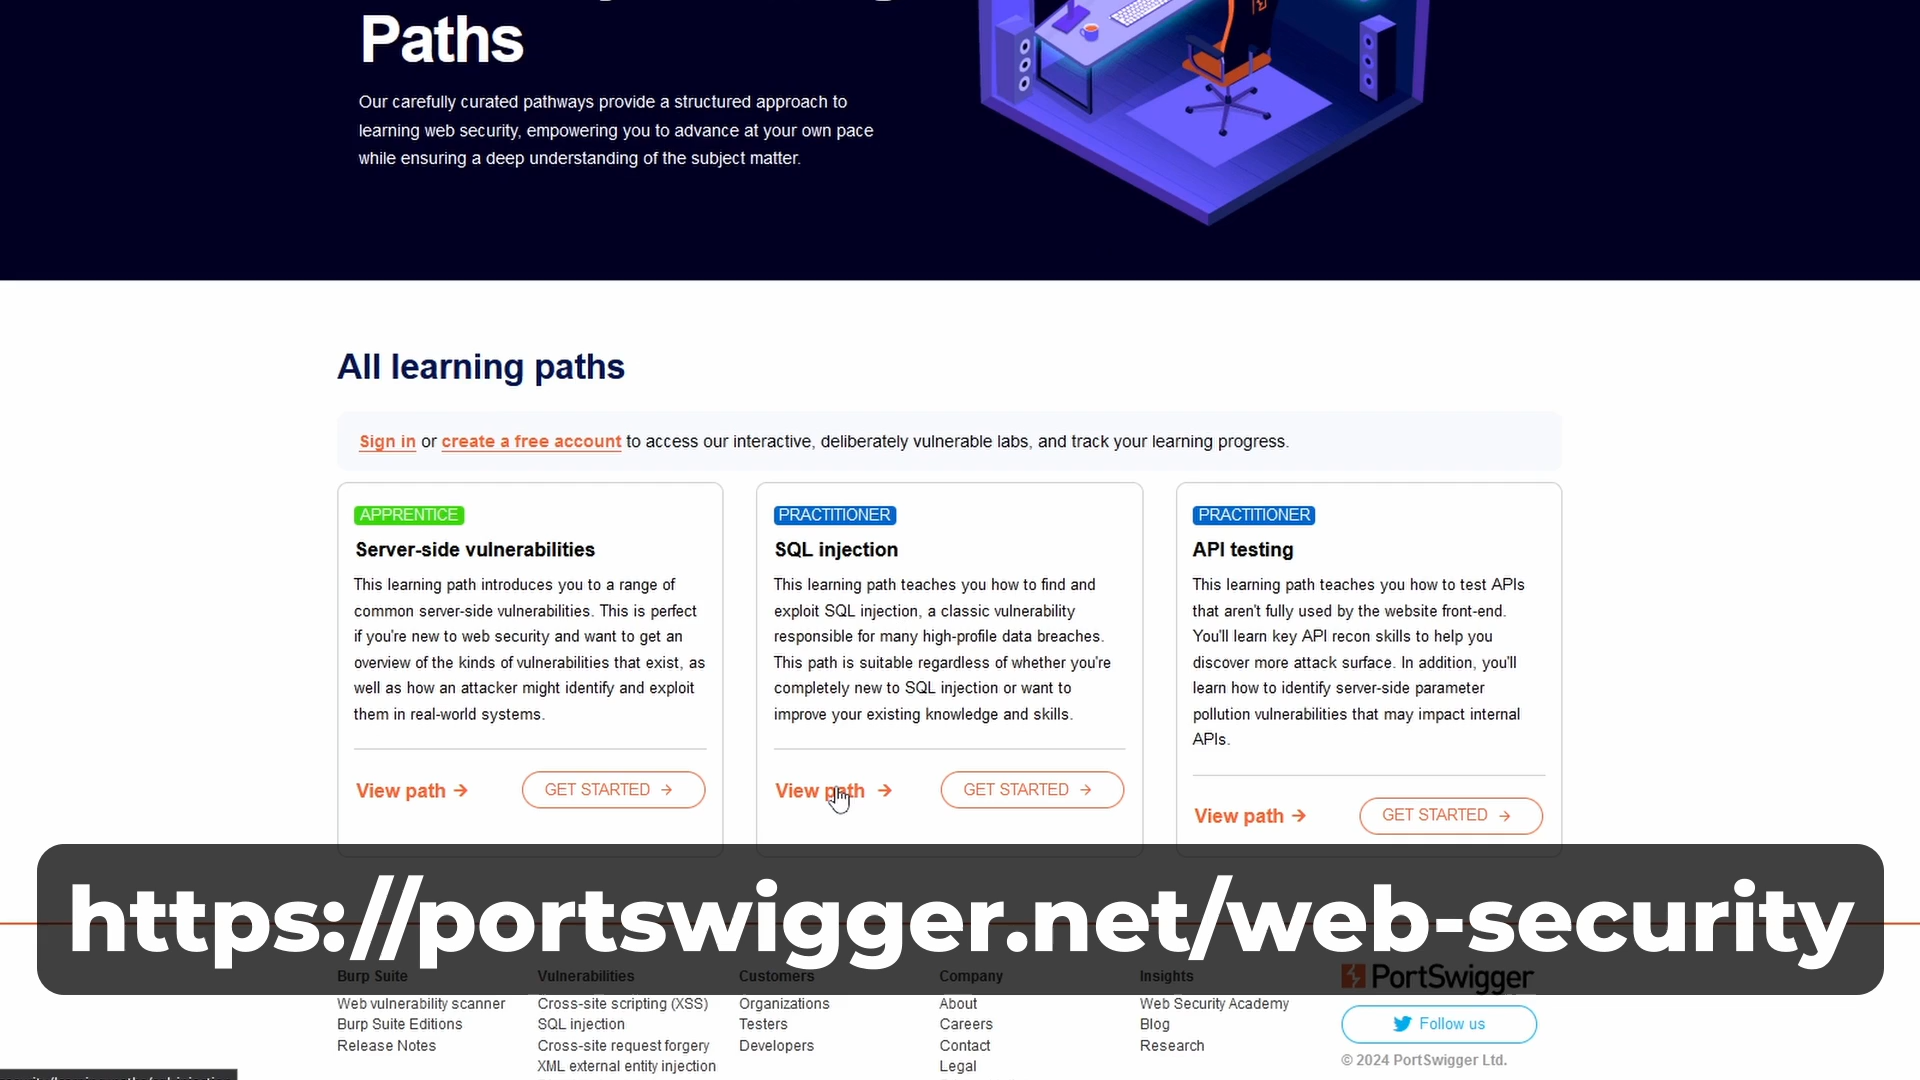 Paths
Our carefully curated pathways provide a structured approach to
learning web security, empowering you to advance at your own pace
while ensuring a deep understanding of the subject matter.
All learning paths
Sign in or create a free account to access our interactive, deliberately vulnerable labs, and track your learning progress.
APPRENTICE
Server-side vulnerabilities
This learning path introduces you to a range of
common server-side vulnerabilities. This is perfect
if you're new to web security and want to get an
overview of the kinds of vulnerabilities that exist, as
well as how an attacker might identify and exploit
them in real-world systems.
View path →
GET STARTED →
PRACTITIONER
SQL injection
This learning path teaches you how to find and
exploit SQL injection, a classic vulnerability
responsible for many high-profile data breaches.
This path is suitable regardless of whether you're
completely new to SQL injection or want to
improve your existing knowledge and skills.
View path →
GET STARTED →
PRACTITIONER
API testing
This learning path teaches you how to test APIs
that aren't fully used by the website front-end.
You'll learn key API recon skills to help you
discover more attack surface. In addition, you'll
learn how to identify server-side parameter
pollution vulnerabilities that may impact internal
APIs.
View path →
GET STARTED →
https://portswigger.net/web-security
Burp Suite
Web vulnerability scanner
Burp Suite Editions
Release Notes
Vulnerabilities
Cross-site scripting (XSS)
SQL injection
Cross-site request forgery
XML external entity injection
Customers
Organizations
Testers
Developers
Company
About
Careers
Contact
Legal
Insights
Web Security Academy
Blog
Research
PortSwigger
Follow us
© 2024 PortSwigger Ltd.